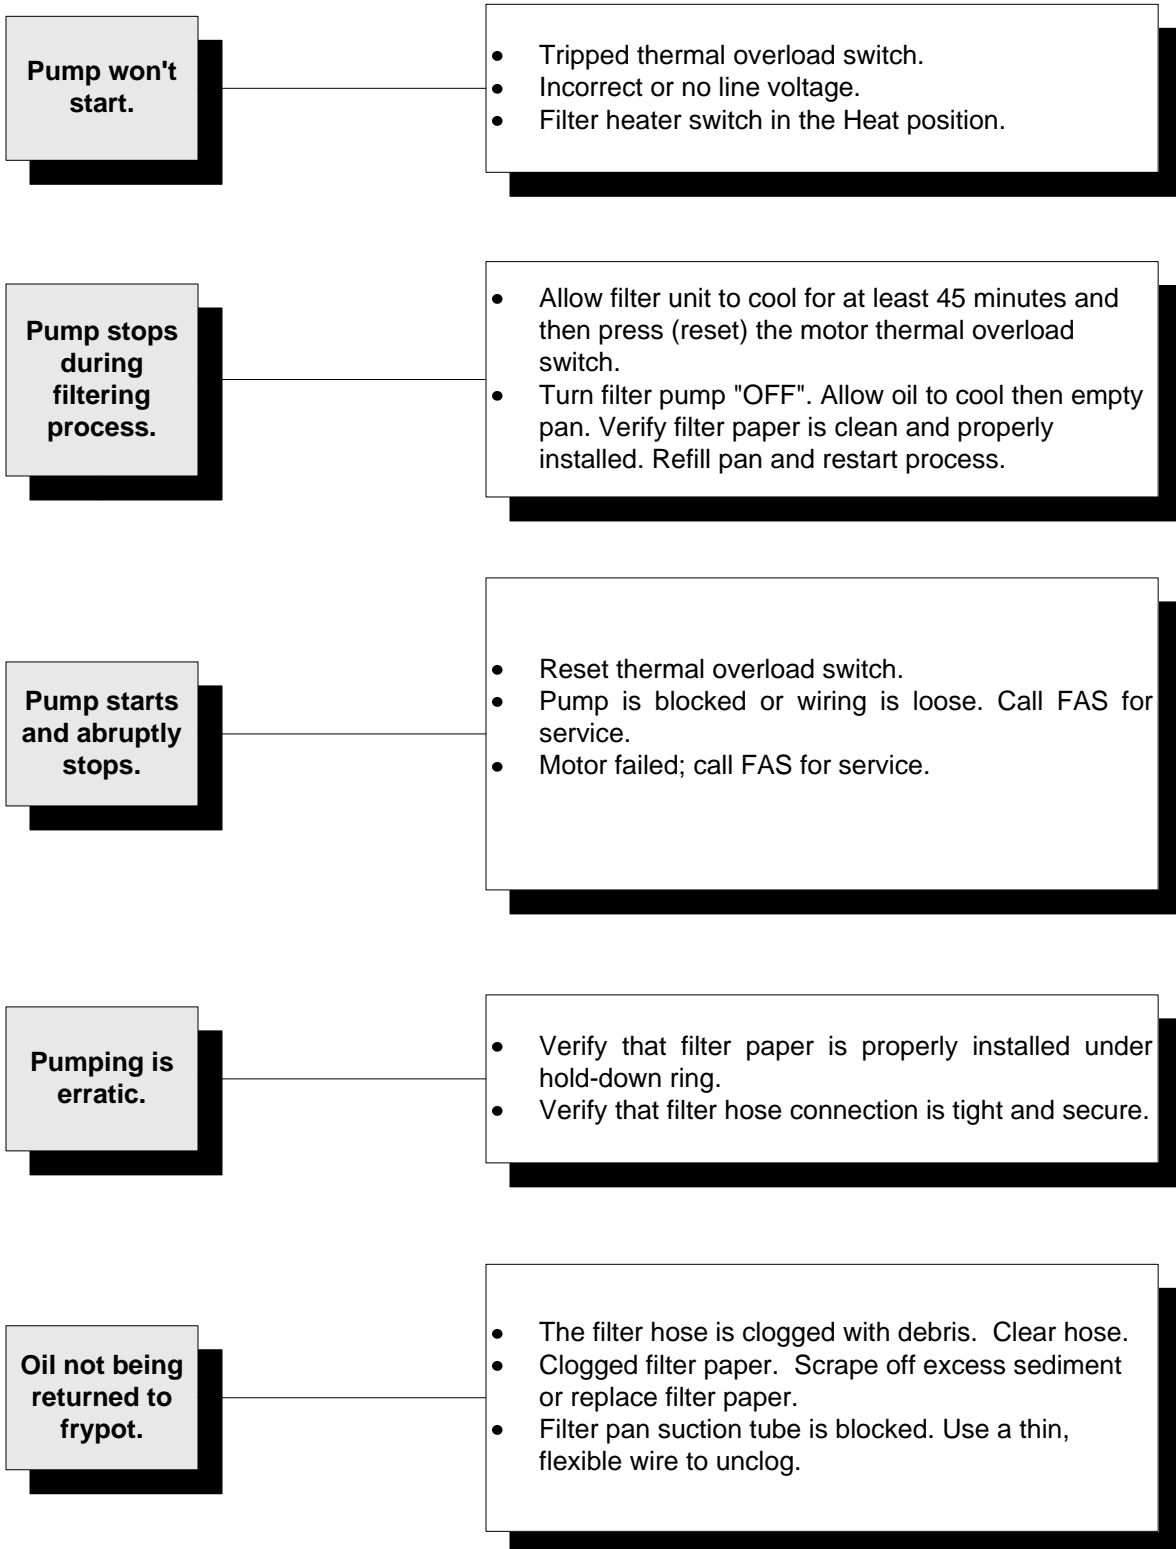 Pump won't
start.
• Tripped thermal overload switch.
• Incorrect or no line voltage.
• Filter heater switch in the Heat position.
Pump stops
during
filtering
process.
• Allow filter unit to cool for at least 45 minutes and
then press (reset) the motor thermal overload
switch.
• Turn filter pump "OFF". Allow oil to cool then empty
pan. Verify filter paper is clean and properly
installed. Refill pan and restart process.
Pump starts
and abruptly
stops.
• Reset thermal overload switch.
• Pump is blocked or wiring is loose. Call FAS for
service.
• Motor failed; call FAS for service.
Pumping is
erratic.
• Verify that filter paper is properly installed under
hold-down ring.
• Verify that filter hose connection is tight and secure.
Oil not being
returned to
frypot.
• The filter hose is clogged with debris.  Clear hose.
• Clogged filter paper.  Scrape off excess sediment
or replace filter paper.
• Filter pan suction tube is blocked. Use a thin,
flexible wire to unclog.